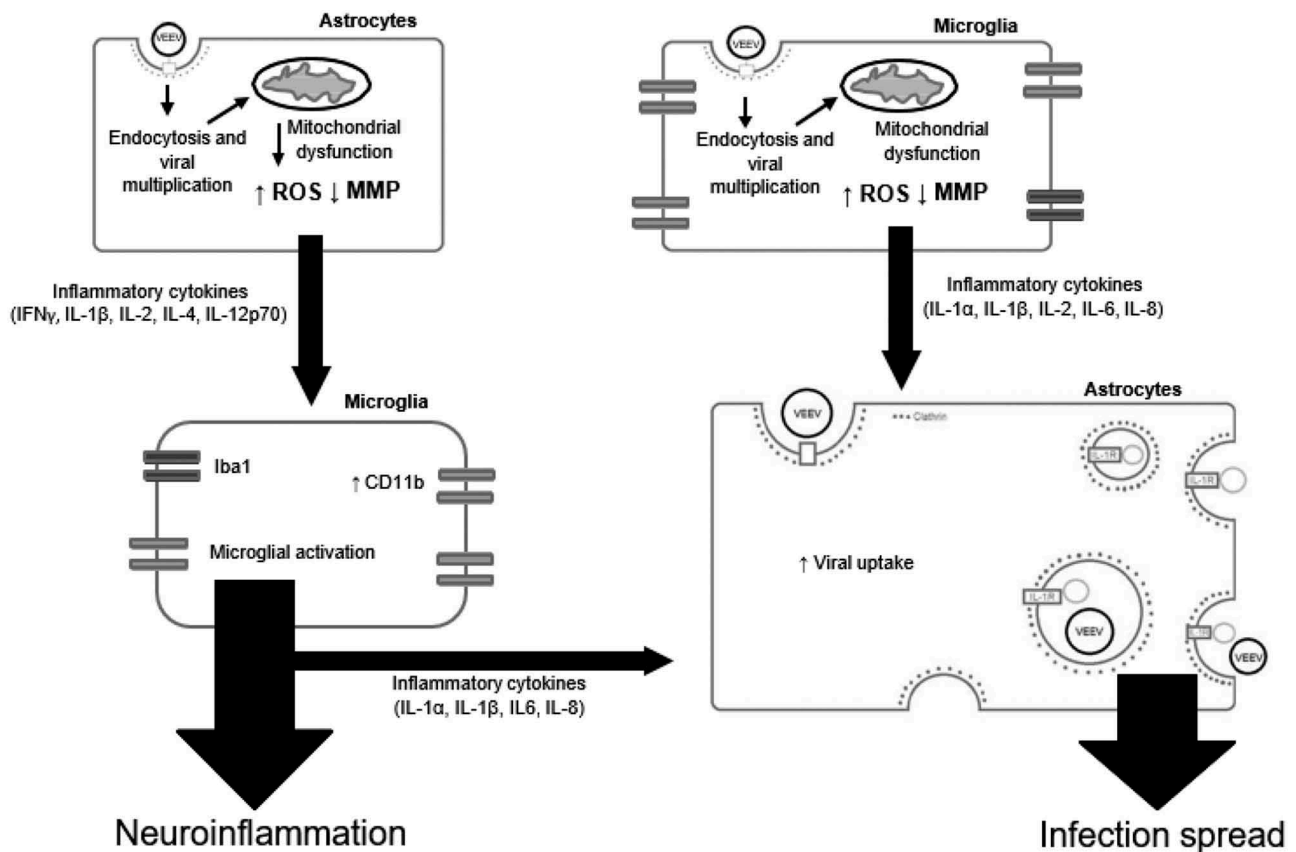 Astrocytes
VEEV
Endocytosis and
viral
multiplication
Mitochondrial
dysfunction
↑ ROS ↓ MMP
Inflammatory cytokines
(IFNγ, IL-1β, IL-2, IL-4, IL-12p70)
Microglia
VEEV
Endocytosis and
viral
multiplication
Mitochondrial
dysfunction
↑ ROS ↓ MMP
Inflammatory cytokines
(IL-1α, IL-1β, IL-2, IL-6, IL-8)
Microglia
Iba1
↑ CD11b
Microglial activation
Inflammatory cytokines
(IL-1α, IL-1β, IL6, IL-8)
Neuroinflammation
Astrocytes
VEEV
Clathrin
IL-1R
IL-1R
↑ Viral uptake
IL-1R
VEEV
IL-1R
VEEV
Infection spread